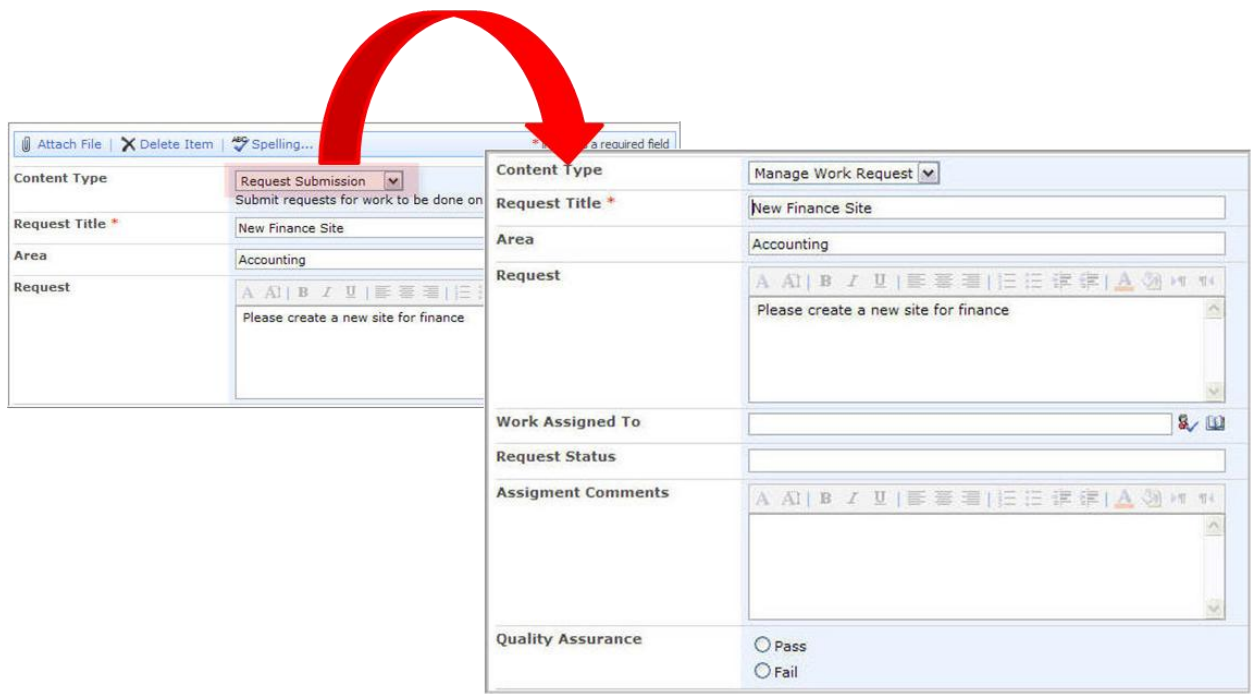 Attach File | Delete Item | ABC Spelling...
* a required field
Content Type
Request Submission
Submit requests for work to be done on
Request Title *
New Finance Site
Area
Accounting
Request
A A | B I U
Please create a new site for finance
Content Type
Manage Work Request
Request Title *
New Finance Site
Area
Accounting
Request
A A | B I U | A
Please create a new site for finance
Work Assigned To
Request Status
Assigment Comments
A A | B I U | A
Quality Assurance
Pass
Fail